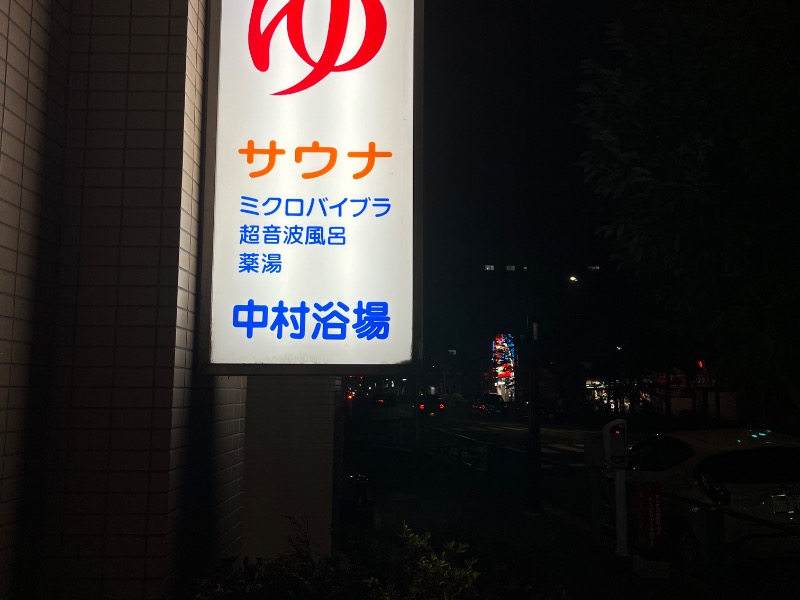 ゆ
サウナ
ミクロバイブラ
超音波風呂
薬湯
中村浴場